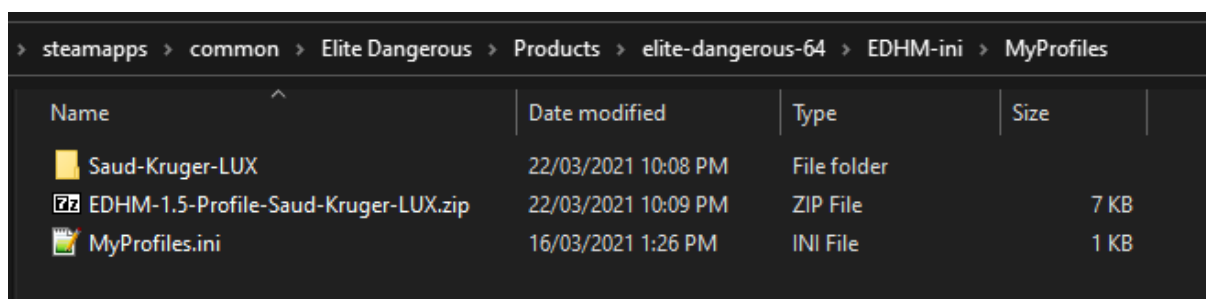 › steamapps › common › Elite Dangerous › Products › elite-dangerous-64 › EDHM-ini › MyProfiles
Name Date modified Type Size
Saud-Kruger-LUX 22/03/2021 10:08 PM File folder
EDHM-1.5-Profile-Saud-Kruger-LUX.zip 22/03/2021 10:09 PM ZIP File 7 KB
MyProfiles.ini 16/03/2021 1:26 PM INI File 1 KB